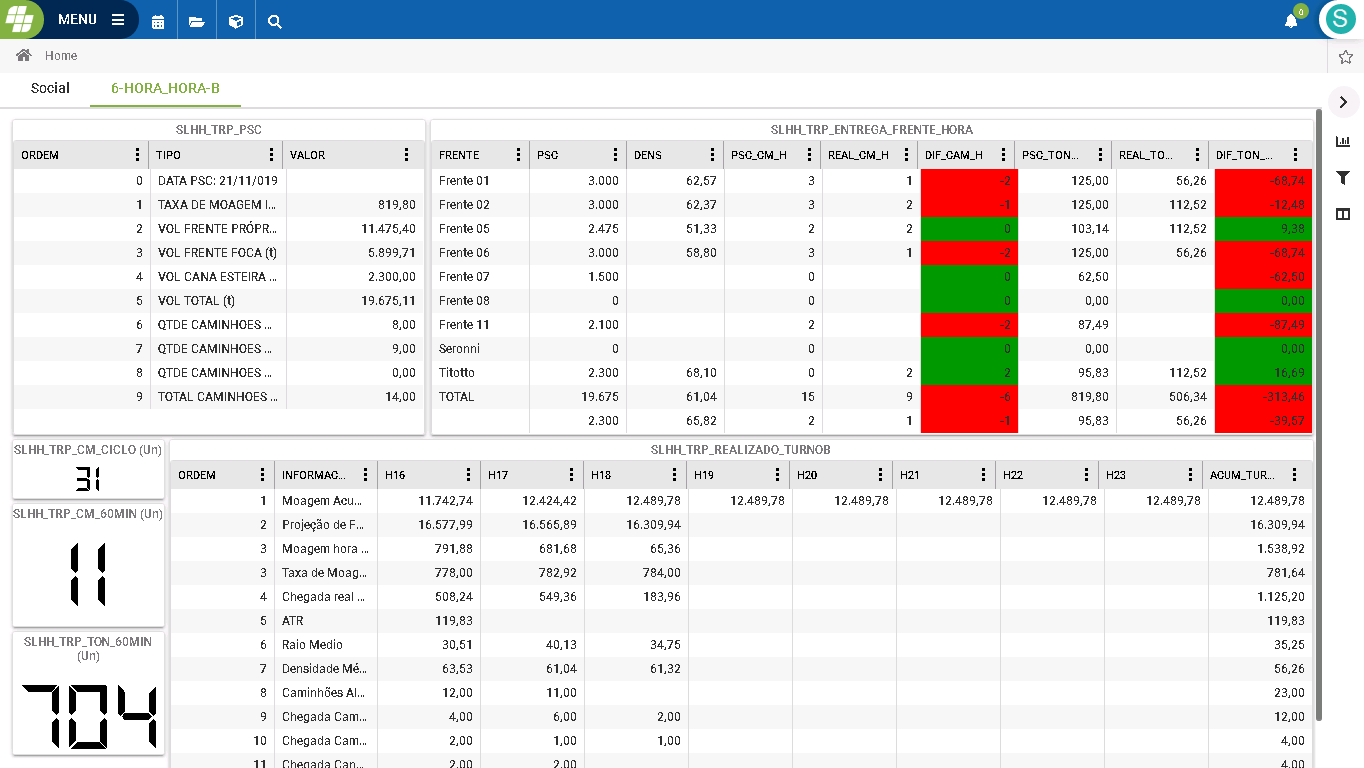 MENU
0
S
Home
Social 6-HORA_HORA-B
SLHH_TRP_PSC
ORDEM TIPO VALOR
0 DATA PSC: 21/11/019
1 TAXA DE MOAGEM I... 819,80
2 VOL FRENTE PRÓPR... 11.475,40
3 VOL FRENTE FOCA (t) 5.899,71
4 VOL CANA ESTEIRA ... 2.300,00
5 VOL TOTAL (t) 19.675,11
6 QTDE CAMINHOES ... 8,00
7 QTDE CAMINHOES ... 9,00
8 QTDE CAMINHOES ... 0,00
9 TOTAL CAMINHOES ... 14,00
SLHH_TRP_ENTREGA_FRENTE_HORA
FRENTE PSC DENS PSC_CM_H REAL_CM_H DIF_CAM_H PSC_TON... REAL_TO... DIF_TON_...
Frente 01 3.000 62,57 3 1 -2 125,00 56,26 -68,74
Frente 02 3.000 62,37 3 2 -1 125,00 112,52 -12,48
Frente 05 2.475 51,33 2 2 0 103,14 112,52 9,38
Frente 06 3.000 58,80 3 1 -2 125,00 56,26 -68,74
Frente 07 1.500 0 0 62,50 -62,50
Frente 08 0 0 0 0,00 0,00
Frente 11 2.100 2 -2 87,49 -87,49
Seronni 0 0 0 0,00 0,00
Titotto 2.300 68,10 0 2 2 95,83 112,52 16,69
TOTAL 19.675 61,04 15 9 -6 819,80 506,34 -313,46
2.300 65,82 2 1 -1 95,83 56,26 -39,57
SLHH_TRP_CM_CICLO (Un)
31
SLHH_TRP_CM_60MIN (Un)
11
SLHH_TRP_TON_60MIN
(Un)
704
SLHH_TRP_REALIZADO_TURNOB
ORDEM INFORMAC... H16 H17 H18 H19 H20 H21 H22 H23 ACUM_TUR...
1 Moagem Acu... 11.742,74 12.424,42 12.489,78 12.489,78 12.489,78 12.489,78 12.489,78 12.489,78 12.489,78
2 Projeção de F... 16.577,99 16.565,89 16.309,94 16.309,94
3 Moagem hora ... 791,88 681,68 65,36 1.538,92
3 Taxa de Moag... 778,00 782,92 784,00 781,64
4 Chegada real ... 508,24 549,36 183,96 1.125,20
5 ATR 119,83 119,83
6 Raio Medio 30,51 40,13 34,75 35,25
7 Densidade Mé... 63,53 61,04 61,32 56,26
8 Caminhões Al... 12,00 11,00 23,00
9 Chegada Cam... 4,00 6,00 2,00 12,00
10 Chegada Cam... 2,00 1,00 1,00 4,00
11 Chegada Can... 2,00 2,00 4,00